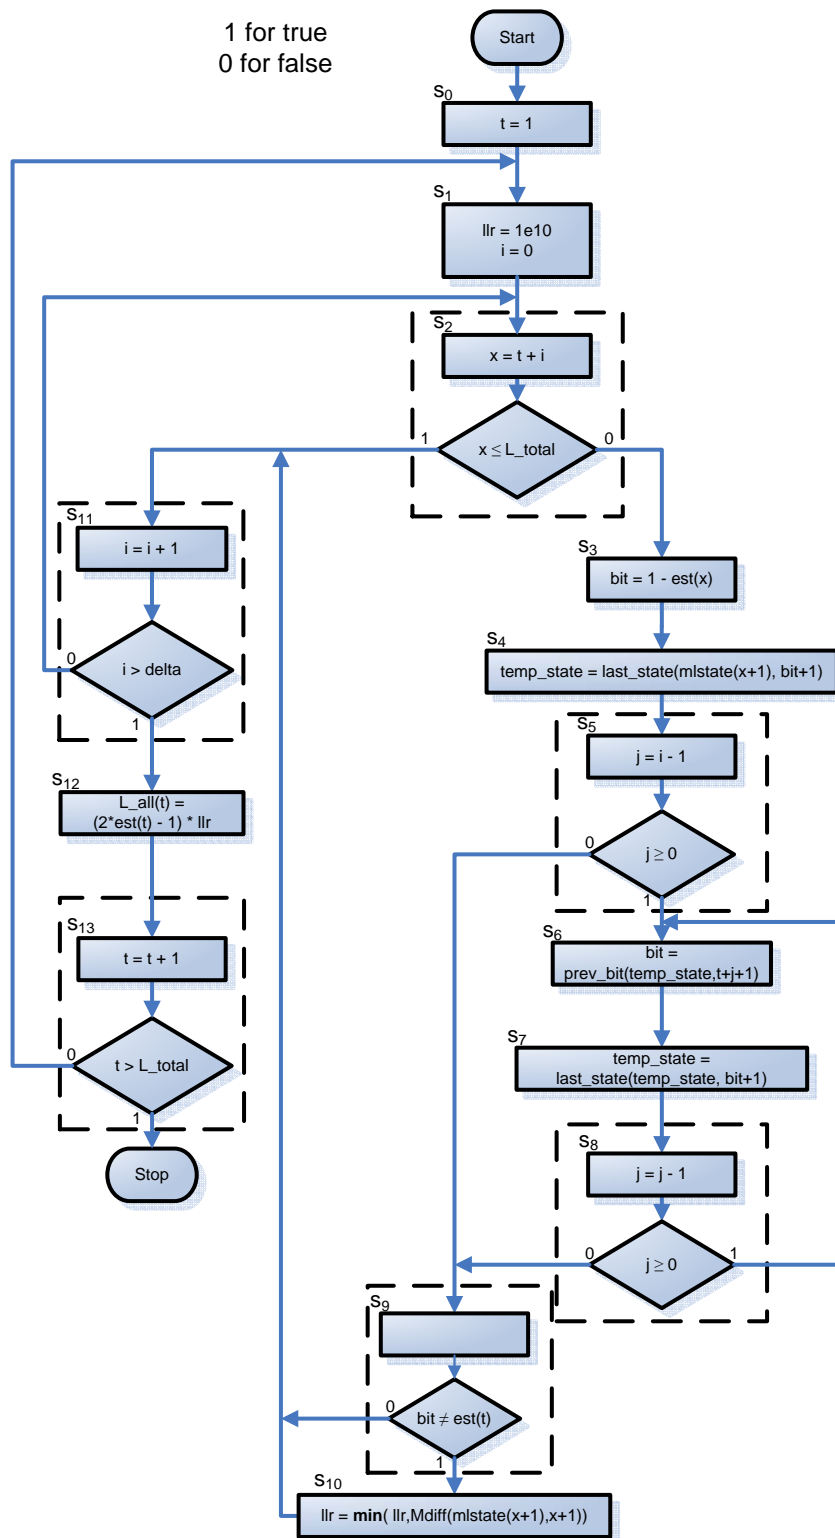 1 for true
0 for false
Start
S0
t = 1
S1
llr = 1e10
i = 0
S2
x = t + i
1
x ≤ L_total
0
S11
i = i + 1
0
i > delta
1
S12
L_all(t) =
(2*est(t) - 1) * llr
S13
t = t + 1
0
t > L_total
1
Stop
S3
bit = 1 - est(x)
S4
temp_state = last_state(mlstate(x+1), bit+1)
S5
j = i - 1
0
j ≥ 0
1
S6
bit =
prev_bit(temp_state,t+j+1)
S7
temp_state =
last_state(temp_state, bit+1)
S8
j = j - 1
0
j ≥ 0
1
S9
0
bit ≠ est(t)
1
S10
llr = min( llr,Mdiff(mlstate(x+1),x+1))